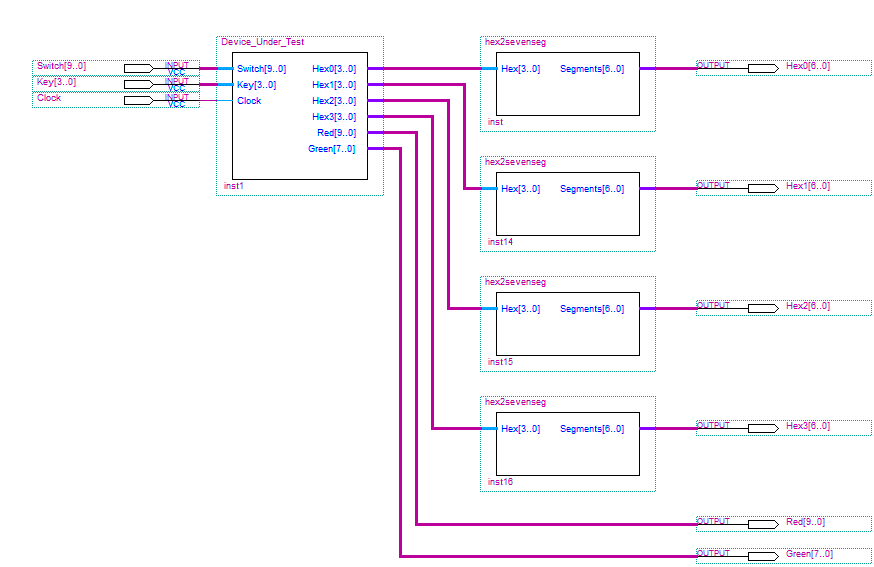 Device_Under_Test
Switch[9..0]
INPUT
VCC
Key[3..0]
INPUT
VCC
Clock
INPUT
VCC
Switch[9..0] Hex0[3..0]
Key[3..0] Hex1[3..0]
Clock Hex2[3..0]
Hex3[3..0]
Red[9..0]
Green[7..0]
inst1
hex2sevenseg
Hex[3..0] Segments[6..0]
inst
OUTPUT Hex0[6..0]
hex2sevenseg
Hex[3..0] Segments[6..0]
inst14
OUTPUT Hex1[6..0]
hex2sevenseg
Hex[3..0] Segments[6..0]
inst15
OUTPUT Hex2[6..0]
hex2sevenseg
Hex[3..0] Segments[6..0]
inst16
OUTPUT Hex3[6..0]
OUTPUT Red[9..0]
OUTPUT Green[7..0]